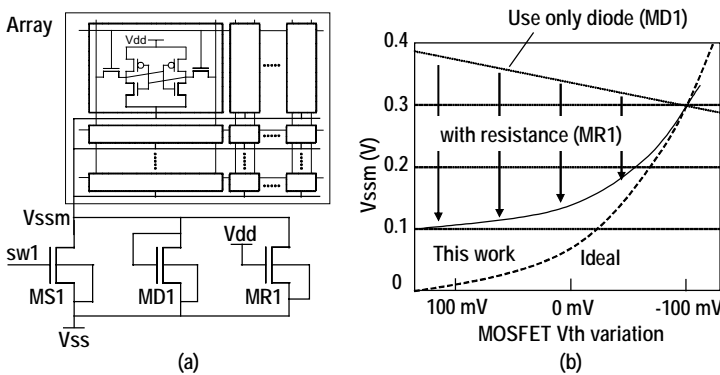 Array
Vdd
Vssm
sw1
MS1
MD1
Vdd
MR1
Vss
(a)
Use only diode (MD1)
with resistance (MR1)
This work
Ideal
Vssm (V)
0.4
0.3
0.2
0.1
0
100 mV
0 mV
-100 mV
MOSFET Vth variation
(b)